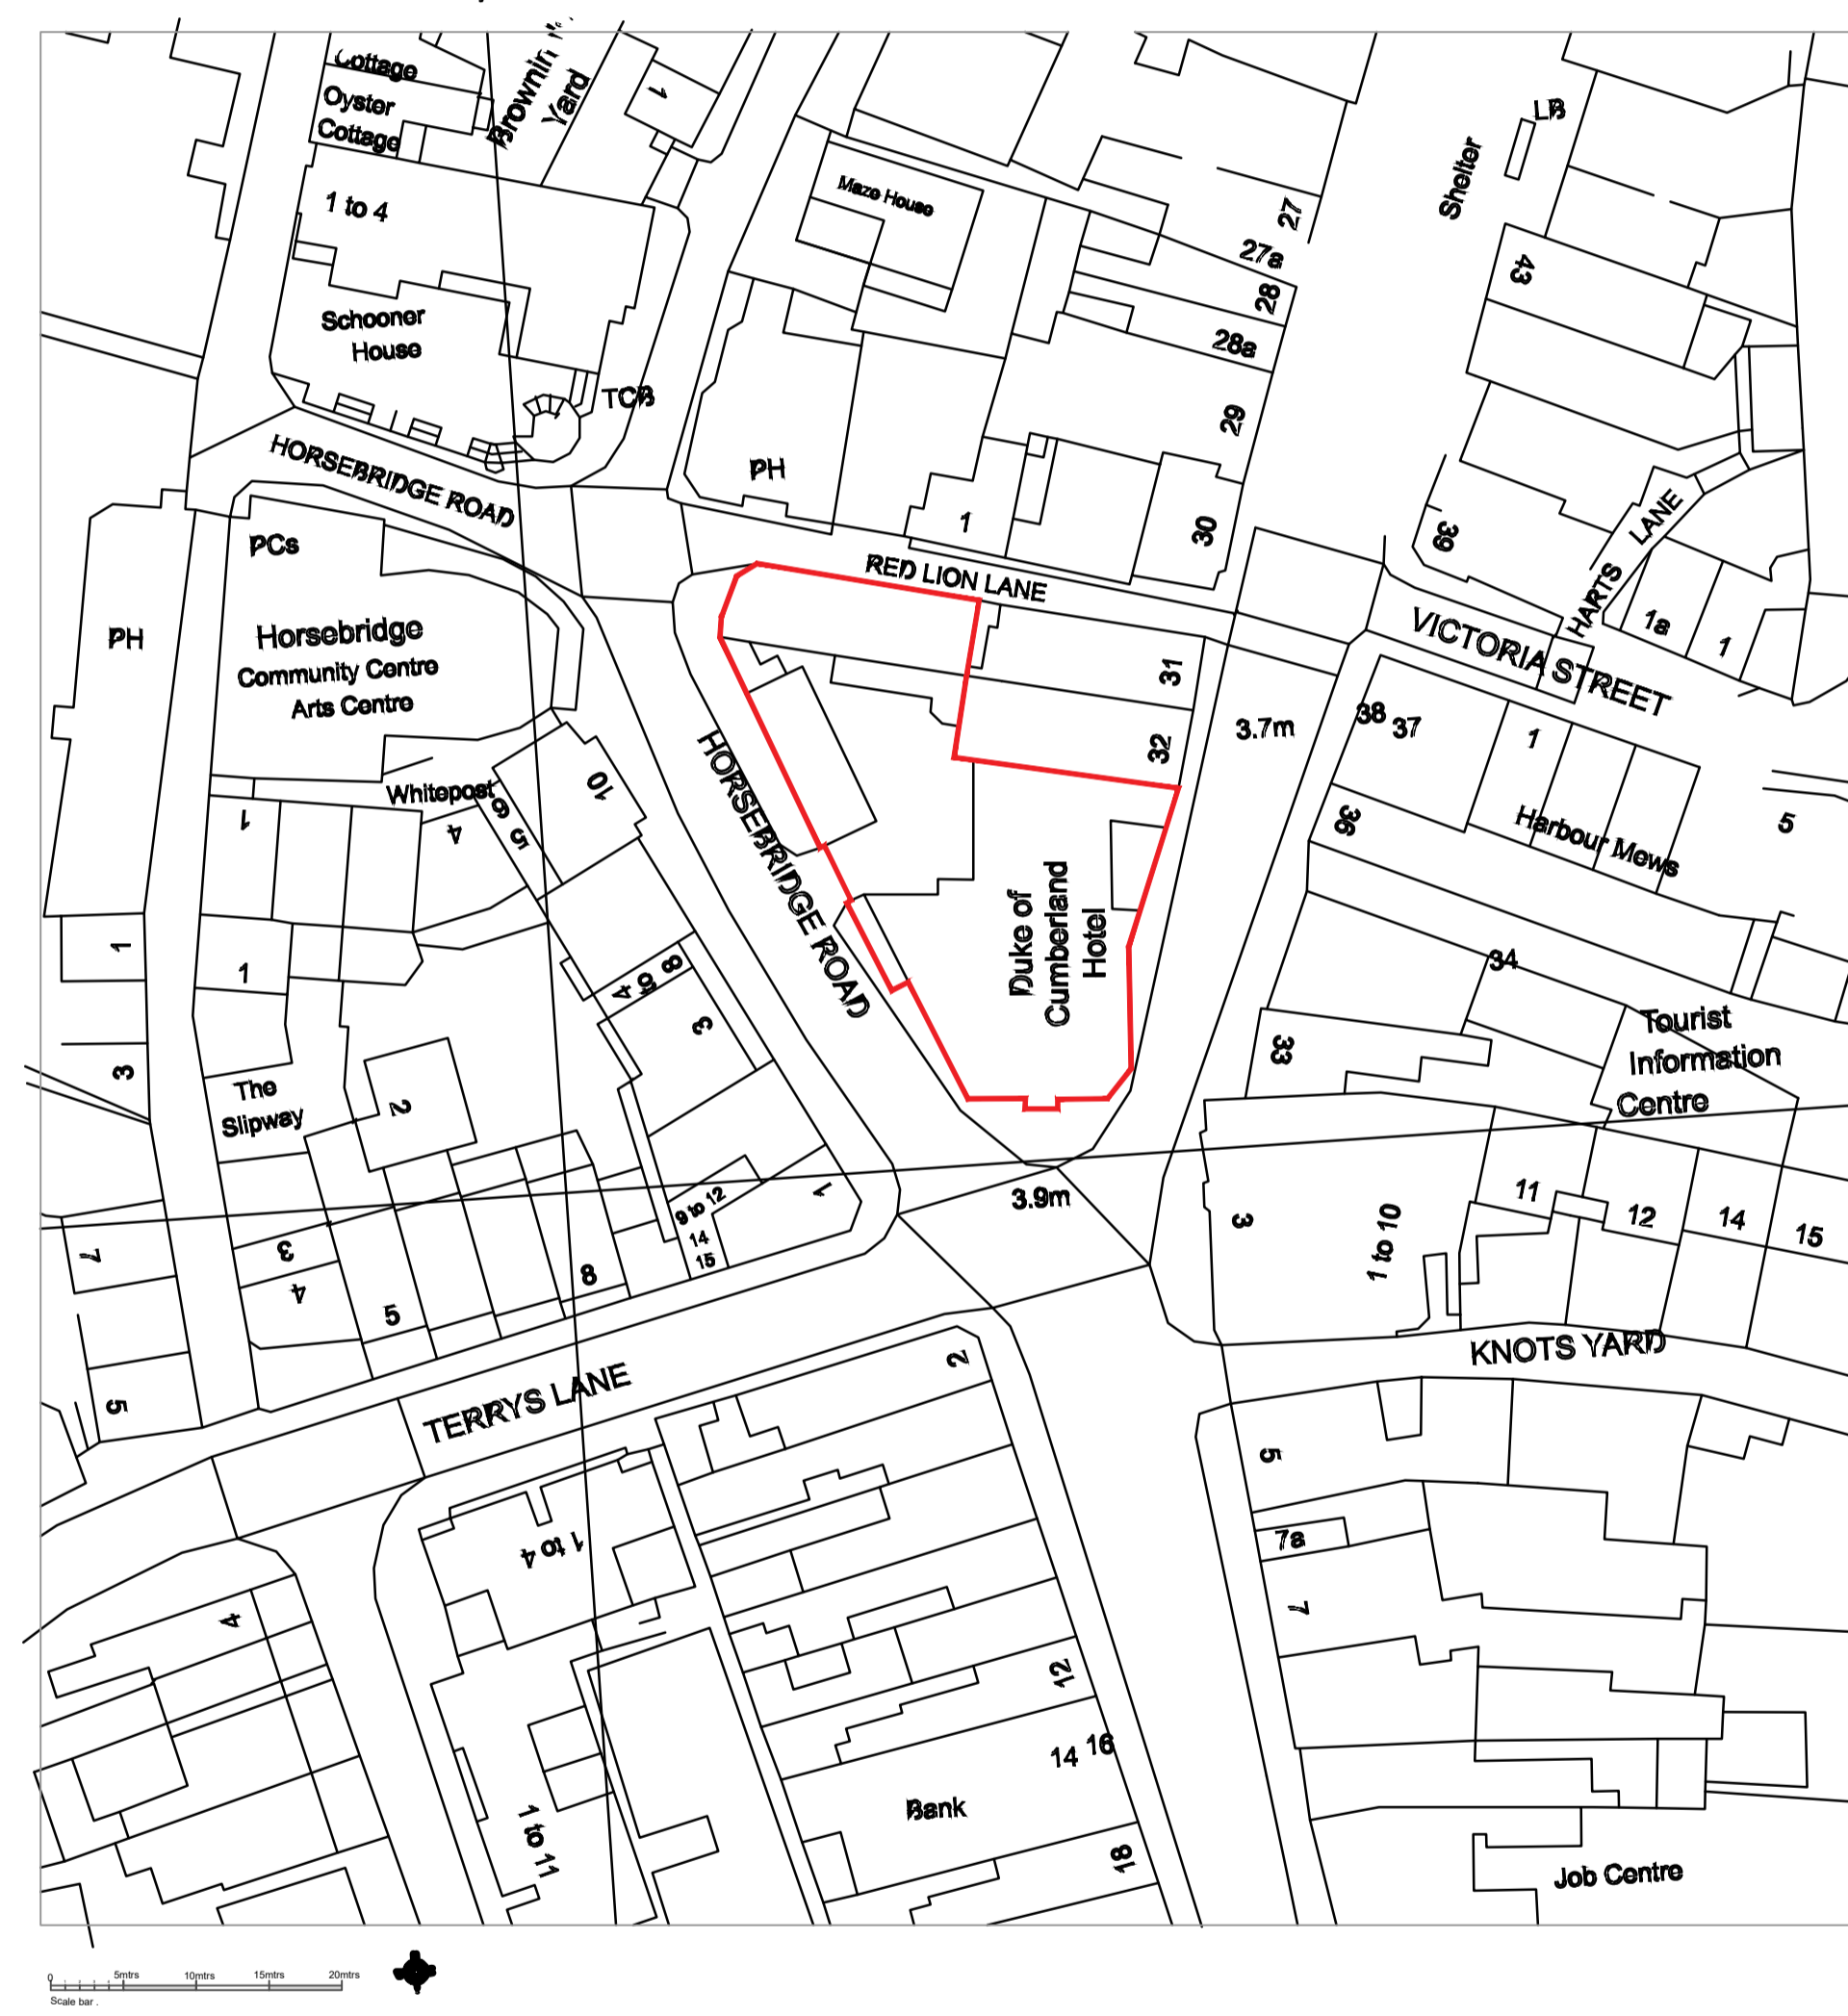 Cottage
Oyster
Cottage
Yard
1
1 to 4
Schooner
House
TCB
HORSEBRIDGE ROAD
Maze House
PH
1
27
27a
28
28a
29
30
LB
Shelter
43
39
HARTS LANE
1a
1
VICTORIA STREET
RED LION LANE
PCs
PH
Horsebridge
Community Centre
Arts Centre
Whitepost
1
4
6
5
10
31
32
3.7m
38
37
1
36
Harbour Mews
5
HORSEBRIDGE ROAD
Duke of
Cumberland
Hotel
34
33
Tourist
Information
Centre
1
1
3
The
Slipway
2
8
6
4
3
9 to 12
14
15
1
3.9m
3
1 to 10
11
12
14
15
7
3
4
5
8
5
TERRYS LANE
KNOTS YARD
2
5
7a
7
1 to 4
4
12
14
16
Bank
18
1 to 11
Job Centre
0
5mtrs
10mtrs
15mtrs
20mtrs
Scale bar .